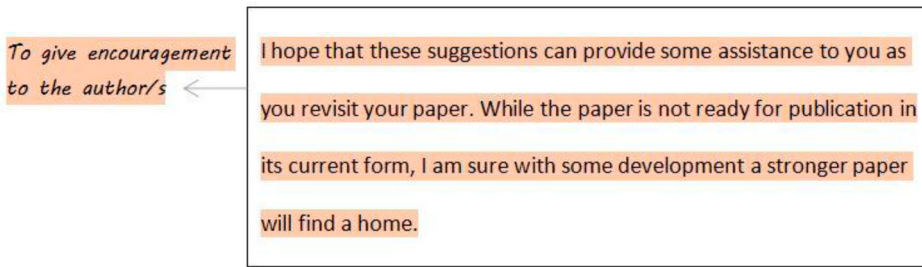 To give encouragement
to the author/s
I hope that these suggestions can provide some assistance to you as
you revisit your paper. While the paper is not ready for publication in
its current form, I am sure with some development a stronger paper
will find a home.